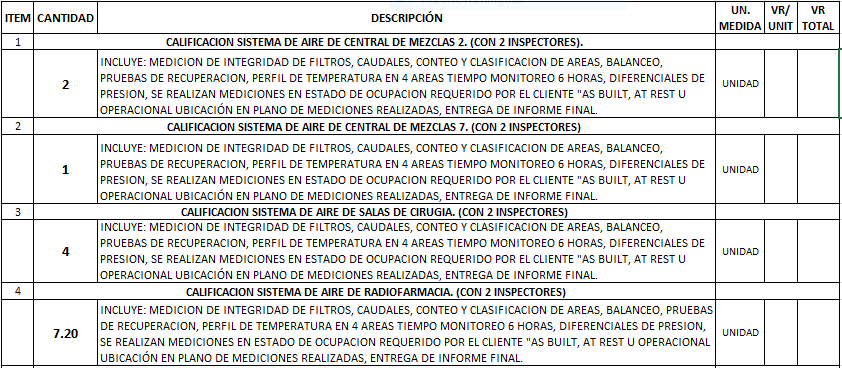 ITEM CANTIDAD DESCRIPCIÓN UN. MEDIDA VR/ UNIT VR TOTAL
1 CALIFICACION SISTEMA DE AIRE DE CENTRAL DE MEZCLAS 2. (CON 2 INSPECTORES).
INCLUYE: MEDICION DE INTEGRIDAD DE FILTROS, CAUDALES, CONTEO Y CLASIFICACION DE AREAS, BALANCEO,
PRUEBAS DE RECUPERACION, PERFIL DE TEMPERATURA EN 4 AREAS TIEMPO MONITOREO 6 HORAS, DIFERENCIALES DE
2 PRESION, SE REALIZAN MEDICIONES EN ESTADO DE OCUPACION REQUERIDO POR EL CLIENTE "AS BUILT, AT REST U UNIDAD
OPERACIONAL UBICACIÓN EN PLANO DE MEDICIONES REALIZADAS, ENTREGA DE INFORME FINAL.
2 CALIFICACION SISTEMA DE AIRE DE CENTRAL DE MEZCLAS 7. (CON 2 INSPECTORES)
INCLUYE: MEDICION DE INTEGRIDAD DE FILTROS, CAUDALES, CONTEO Y CLASIFICACION DE AREAS, BALANCEO,
PRUEBAS DE RECUPERACION, PERFIL DE TEMPERATURA EN 4 AREAS TIEMPO MONITOREO 6 HORAS, DIFERENCIALES DE
1 PRESION, SE REALIZAN MEDICIONES EN ESTADO DE OCUPACION REQUERIDO POR EL CLIENTE "AS BUILT, AT REST U UNIDAD
OPERACIONAL UBICACIÓN EN PLANO DE MEDICIONES REALIZADAS, ENTREGA DE INFORME FINAL.
3 CALIFICACION SISTEMA DE AIRE DE SALAS DE CIRUGIA. (CON 2 INSPECTORES)
INCLUYE: MEDICION DE INTEGRIDAD DE FILTROS, CAUDALES, CONTEO Y CLASIFICACION DE AREAS, BALANCEO,
PRUEBAS DE RECUPERACION, PERFIL DE TEMPERATURA EN 4 AREAS TIEMPO MONITOREO 6 HORAS, DIFERENCIALES DE
4 PRESION, SE REALIZAN MEDICIONES EN ESTADO DE OCUPACION REQUERIDO POR EL CLIENTE "AS BUILT, AT REST U UNIDAD
OPERACIONAL UBICACIÓN EN PLANO DE MEDICIONES REALIZADAS, ENTREGA DE INFORME FINAL.
4 CALIFICACION SISTEMA DE AIRE DE RADIOFARMACIA. (CON 2 INSPECTORES)
INCLUYE: MEDICION DE INTEGRIDAD DE FILTROS, CAUDALES, CONTEO Y CLASIFICACION DE AREAS, BALANCEO, PRUEBAS
DE RECUPERACION, PERFIL DE TEMPERATURA EN 4 AREAS TIEMPO MONITOREO 6 HORAS, DIFERENCIALES DE PRESION,
7.20 SE REALIZAN MEDICIONES EN ESTADO DE OCUPACION REQUERIDO POR EL CLIENTE "AS BUILT, AT REST U OPERACIONAL UNIDAD
UBICACIÓN EN PLANO DE MEDICIONES REALIZADAS, ENTREGA DE INFORME FINAL.